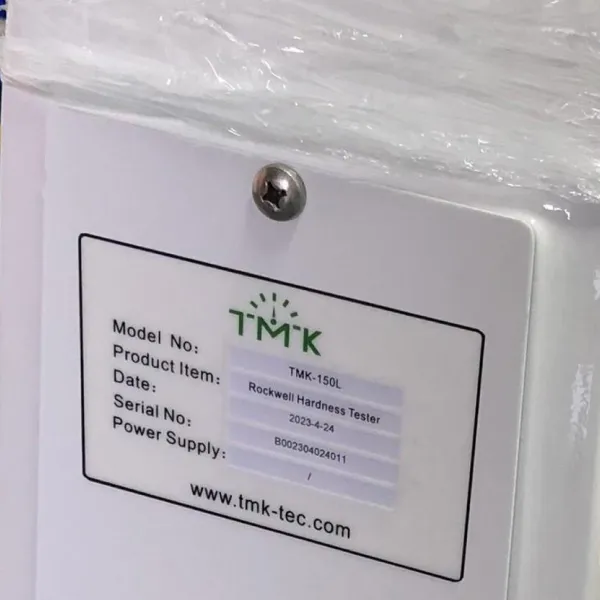 TMK
Model No: TMK-150L
Product Item: Rockwell Hardness Tester
Date: 2023-4-24
Serial No: B002304024011
Power Supply: /
www.tmk-tec.com